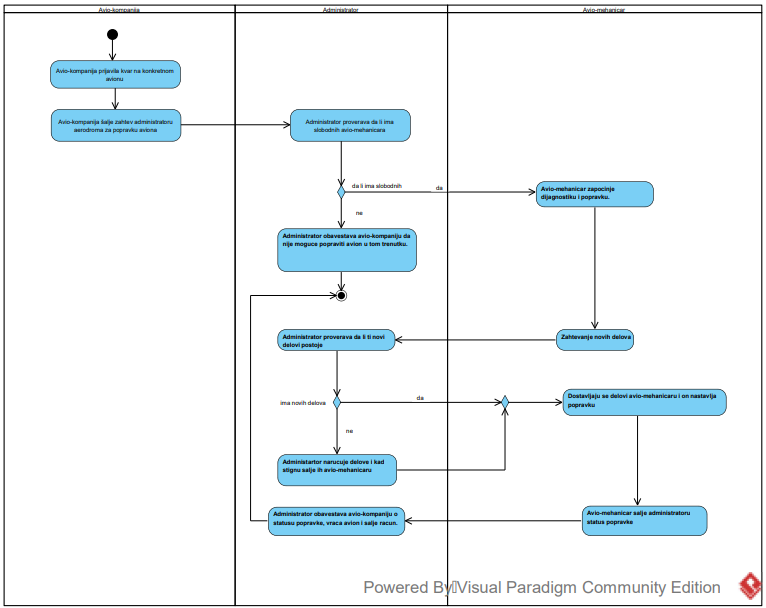 Avio-kompanija
Administrator
Avio-mehanicar
Avio-kompanija prijavila kvar na konkretnom
avionu
Avio-kompanija šalje zahtev administratoru
aerodroma za popravku aviona
Administrator proverava da li ima
slobodnih avio-mehanicara
da li ima slobodnih
da
ne
Avio-mehanicar zapocinje
dijagnostiku i popravku.
Administrator obavestava avio-kompaniju da
nije moguce popraviti avion u tom trenutku.
Administrator proverava da li ti novi
delovi postoje
Zahtevanje novih delova
ima novih delova
da
ne
Dostavljaju se delovi avio-mehanicaru i on nastavlja
popravku
Administartor narucuje delove i kad
stignu salje ih avio-mehanicaru
Administrator obavestava avio-kompaniju o
statusu popravke, vraca avion i salje racun.
Avio-mehanicar salje administratoru
status popravke
Powered By Visual Paradigm Community Edition